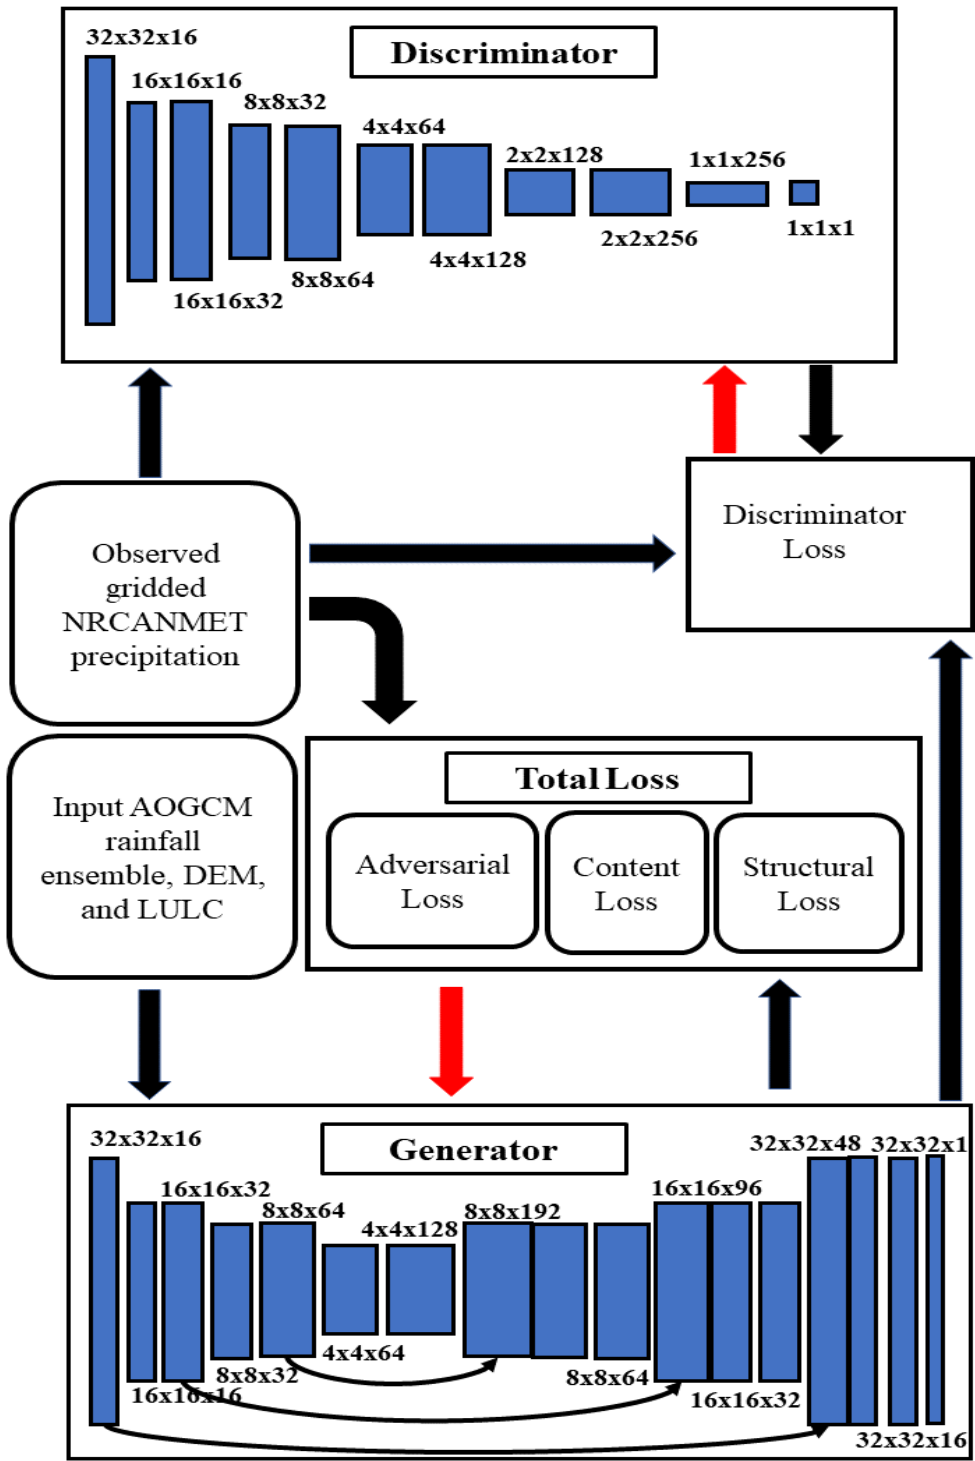 32x32x16
Discriminator
16x16x16
8x8x32
4x4x64
2x2x128
1x1x256
1x1x1
2x2x256
4x4x128
8x8x64
16x16x32
Observed
gridded
NRCANMET
precipitation
Discriminator
Loss
Input AOGCM
rainfall
ensemble, DEM,
and LULC
Total Loss
Adversarial
Loss
Content
Loss
Structural
Loss
Generator
32x32x16
16x16x32
8x8x64
4x4x128
8x8x192
16x16x96
32x32x48
32x32x1
16x16x16
8x8x32
4x4x64
8x8x64
16x16x32
32x32x16